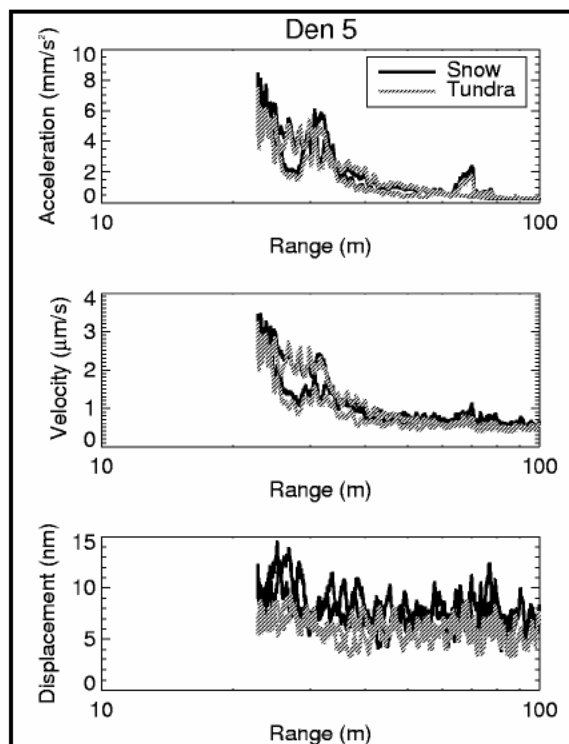 Den 5
Acceleration (mm/s²)
10
8
6
4
2
0
Snow
Tundra
10
100
Range (m)
Velocity (μm/s)
4
3
2
1
0
10
100
Range (m)
Displacement (nm)
15
10
5
0
10
100
Range (m)